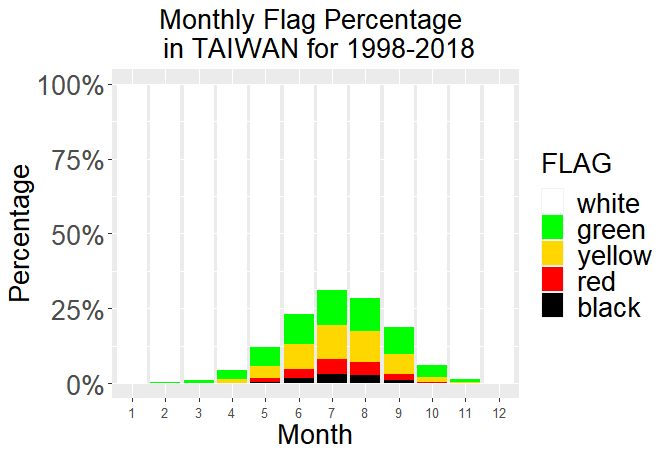 Monthly Flag Percentage
in TAIWAN for 1998-2018
Percentage
100%
75%
50%
25%
0%
1 2 3 4 5 6 7 8 9 10 11 12
Month
FLAG
white
green
yellow
red
black